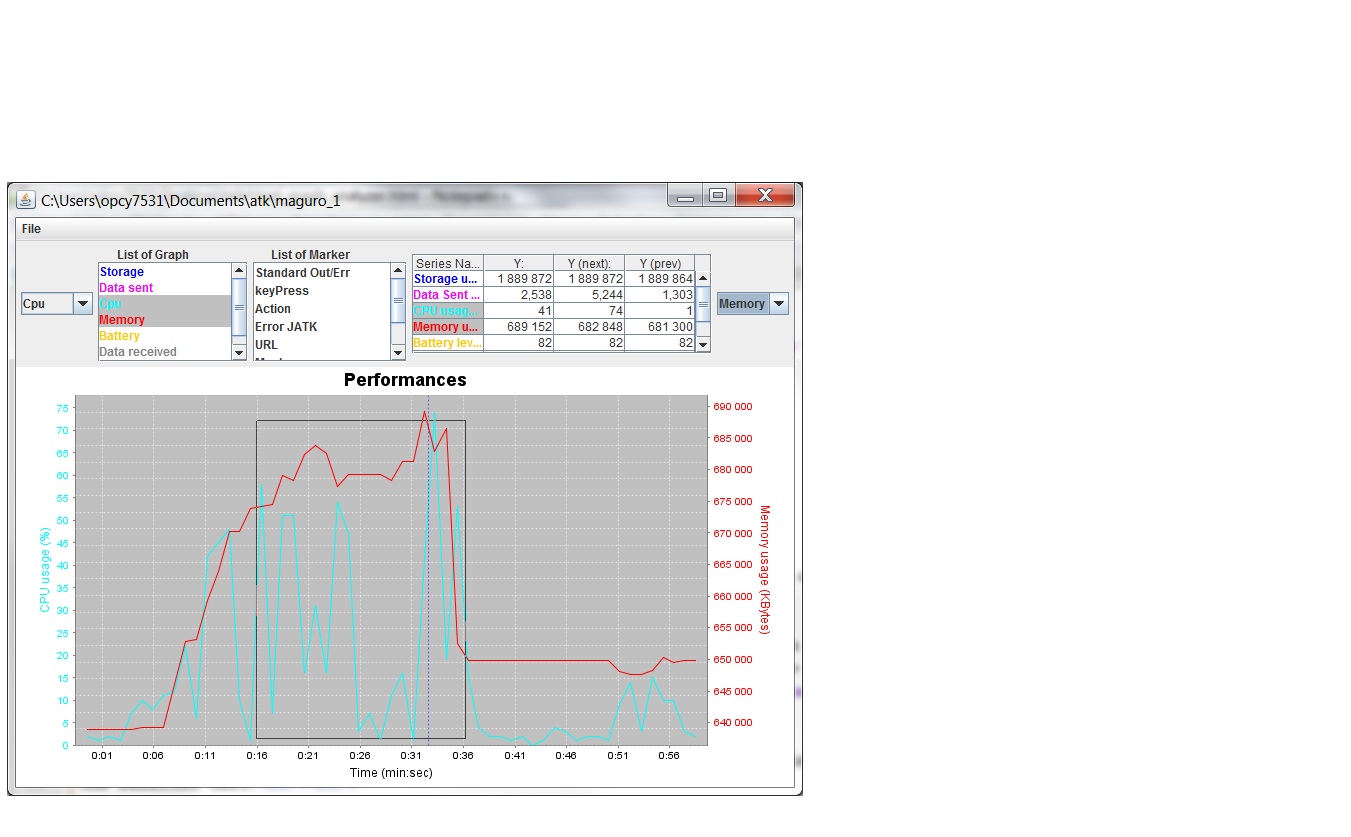 C:\Users\opcy7531\Documents\atk\maguro_1
File
List of Graph
List of Marker
Cpu
Storage
Data sent
Cpu
Memory
Battery
Data received
Standard Out/Err
keyPress
Action
Error JATK
URL
Series Na... Y: Y (next): Y (prev)
Storage u... 1 889 872 1 889 872 1 889 864
Data Sent ... 2,538 5,244 1,303
CPU usag... 41 74 1
Memory u... 689 152 682 848 681 300
Battery lev... 82 82 82
Memory
Performances
CPU usage (%)
75
70
65
60
55
50
45
40
35
30
25
20
15
10
5
0
690 000
685 000
680 000
675 000
670 000
665 000
660 000
655 000
650 000
645 000
640 000
Memory usage (KBytes)
0:01 0:06 0:11 0:16 0:21 0:26 0:31 0:36 0:41 0:46 0:51 0:56
Time (min:sec)